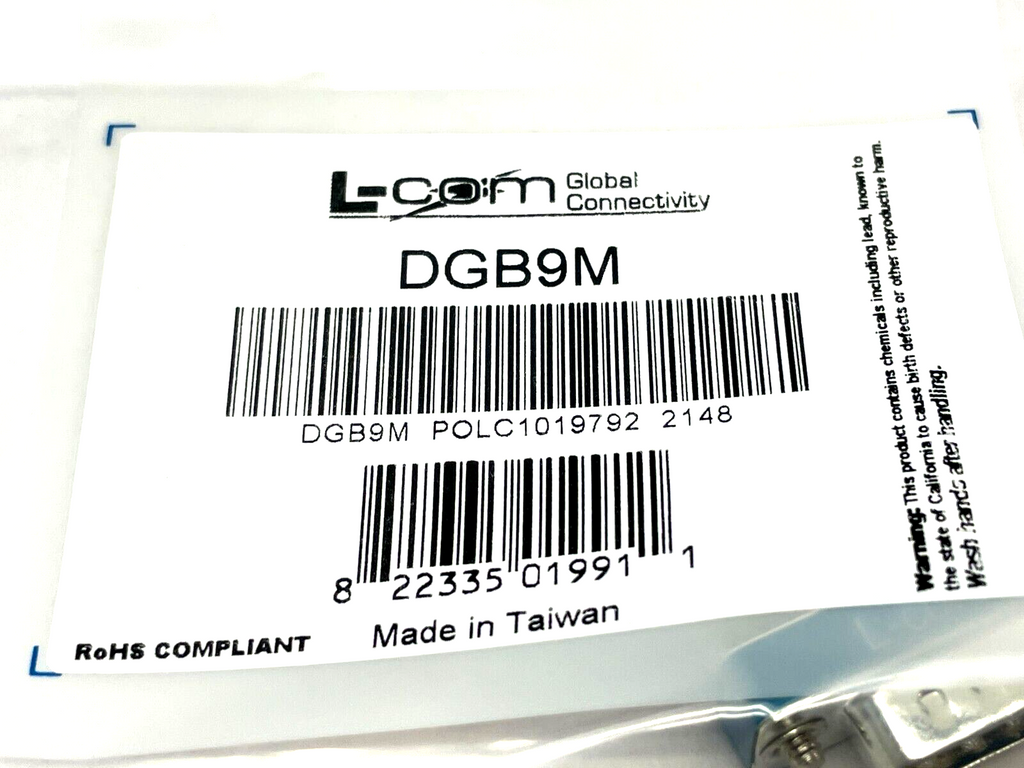 L-com Global
Connectivity
DGB9M
DGB9M POLC1019792 2148
8 22335 01991 1
Made in Taiwan
RoHS COMPLIANT
Warning: This product contains chemicals including lead, known to
the state of California to cause birth defects or other reproductive harm.
Wash hands after handling.